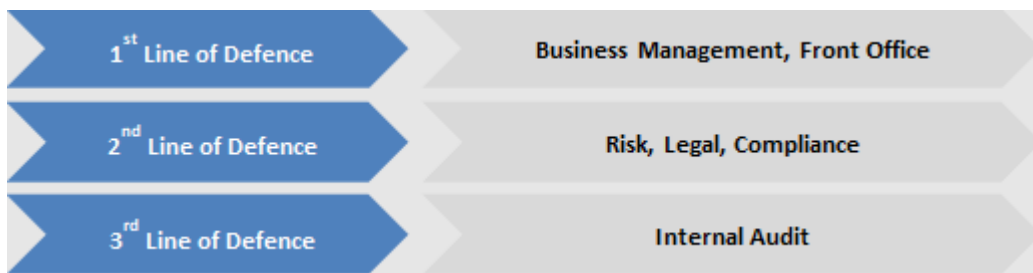 1st Line of Defence
Business Management, Front Office
2nd Line of Defence
Risk, Legal, Compliance
3rd Line of Defence
Internal Audit